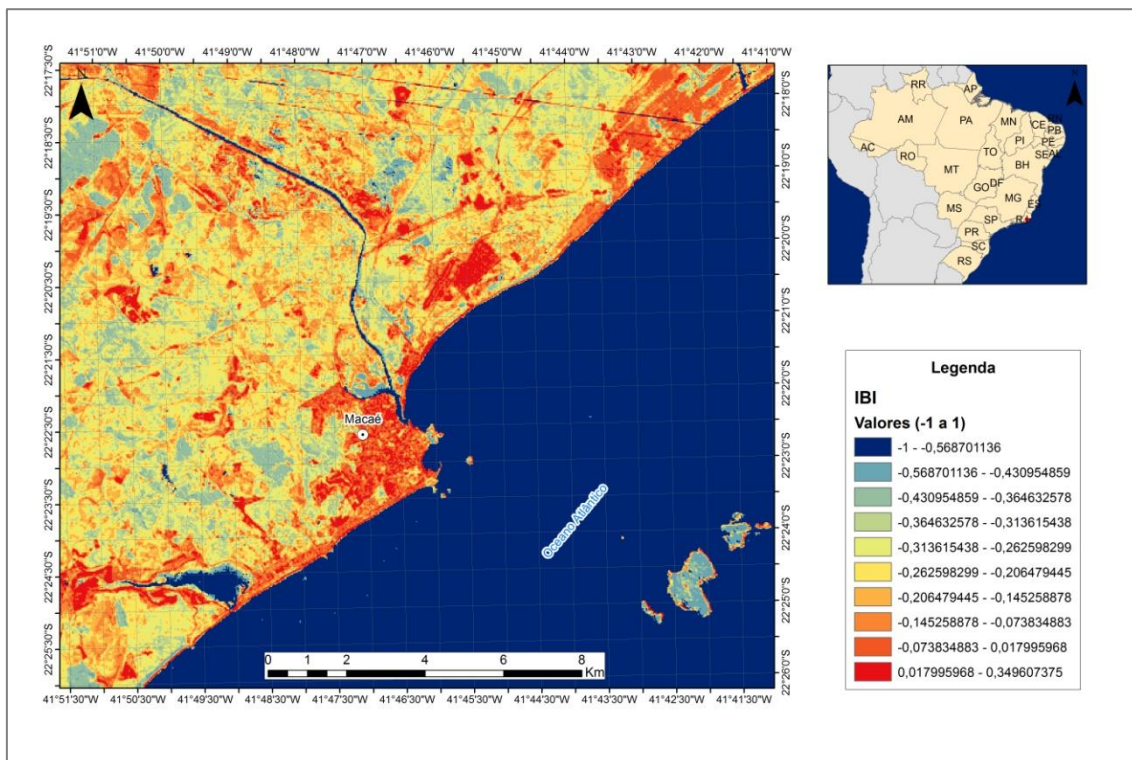 41°51'0"W 41°50'0"W 41°49'0"W 41°48'0"W 41°47'0"W 41°46'0"W 41°45'0"W 41°44'0"W 41°43'0"W 41°42'0"W 41°41'0"W
22°17'30"S
22°18'30"S
22°19'30"S
22°20'30"S
22°21'30"S
22°22'30"S
22°23'30"S
22°24'30"S
22°25'30"S
N
Macaé
Oceano Atlântico
0 1 2 4 6 8
Km
22°18'0"S
22°19'0"S
22°20'0"S
22°21'0"S
22°22'0"S
22°23'0"S
22°24'0"S
22°25'0"S
22°26'0"S
41°51'30"W 41°50'30"W 41°49'30"W 41°48'30"W 41°47'30"W 41°46'30"W 41°45'30"W 41°44'30"W 41°43'30"W 41°42'30"W 41°41'30"W
RR AP
AM PA MN CE RN
PB
AC RO TO PI PE
SE AL
MT BH
GO DF
MS MG ES
SP R
PR
SC
RS
Legenda
IBI
Valores (-1 a 1)
-1 - -0,568701136
-0,568701136 - -0,430954859
-0,430954859 - -0,364632578
-0,364632578 - -0,313615438
-0,313615438 - -0,262598299
-0,262598299 - -0,206479445
-0,206479445 - -0,145258878
-0,145258878 - -0,073834883
-0,073834883 - 0,017995968
0,017995968 - 0,349607375